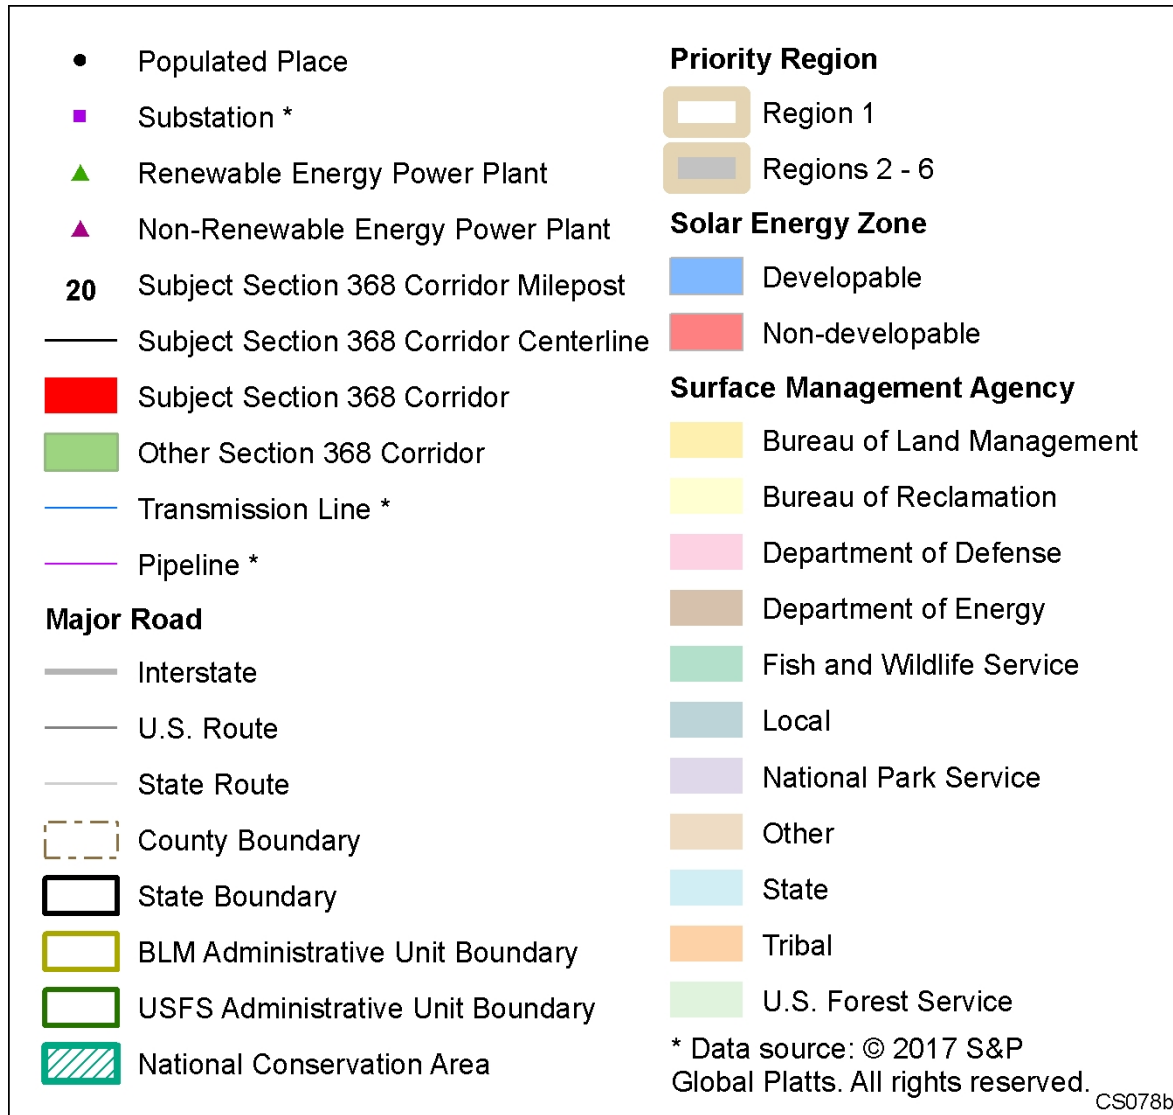 Populated Place
Substation *
Renewable Energy Power Plant
Non-Renewable Energy Power Plant
20 Subject Section 368 Corridor Milepost
Subject Section 368 Corridor Centerline
Subject Section 368 Corridor
Other Section 368 Corridor
Transmission Line *
Pipeline *
Major Road
Interstate
U.S. Route
State Route
County Boundary
State Boundary
BLM Administrative Unit Boundary
USFS Administrative Unit Boundary
National Conservation Area
Priority Region
Region 1
Regions 2 - 6
Solar Energy Zone
Developable
Non-developable
Surface Management Agency
Bureau of Land Management
Bureau of Reclamation
Department of Defense
Department of Energy
Fish and Wildlife Service
Local
National Park Service
Other
State
Tribal
U.S. Forest Service
* Data source: © 2017 S&P
Global Platts. All rights reserved.
CS078b